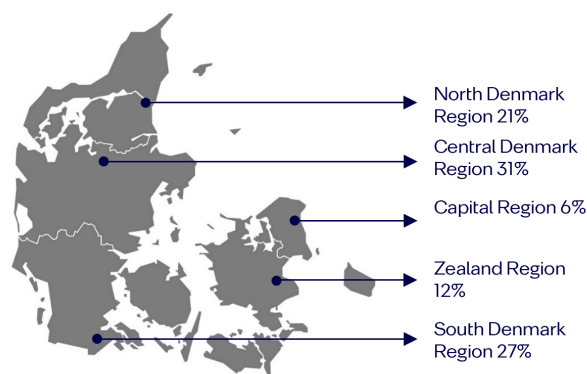 North Denmark
Region 21%
Central Denmark
Region 31%
Capital Region 6%
Zealand Region
12%
South Denmark
Region 27%